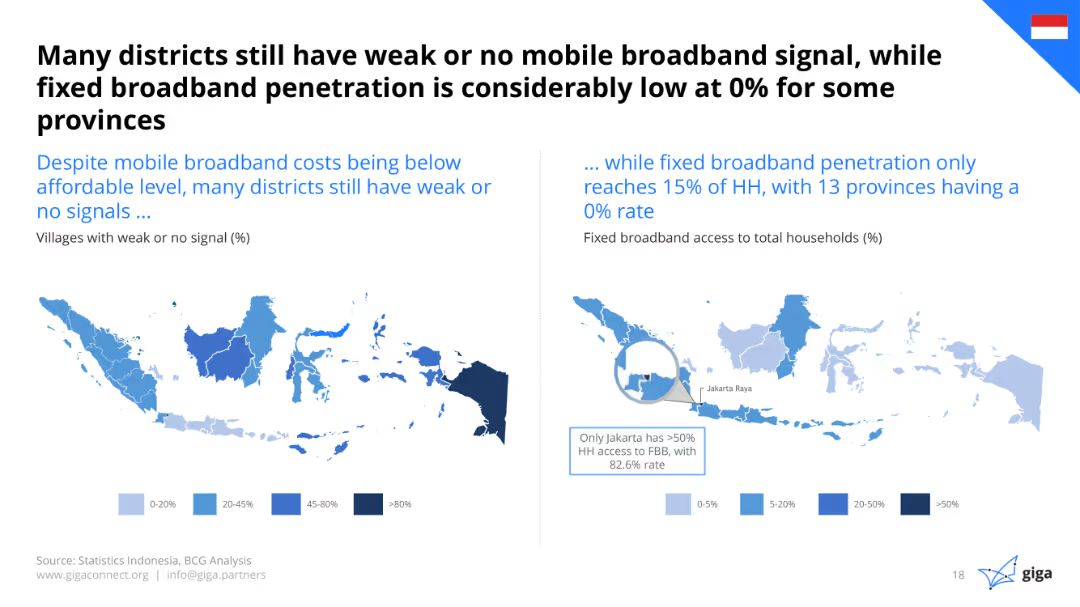 Many districts still have weak or no mobile broadband signal, while
fixed broadband penetration is considerably low at 0% for some
provinces
Despite mobile broadband costs being below
affordable level, many districts still have weak or
no signals ...
Villages with weak or no signal (%)
0-20%
20-45%
45-80%
>80%
... while fixed broadband penetration only
reaches 15% of HH, with 13 provinces having a
0% rate
Fixed broadband access to total households (%)
Jakarta Raya
Only Jakarta has >50%
HH access to FBB, with
82.6% rate
0-5%
5-20%
20-50%
>50%
Source: Statistics Indonesia, BCG Analysis
www.gigaconnect.org | info@giga.partners
18
giga